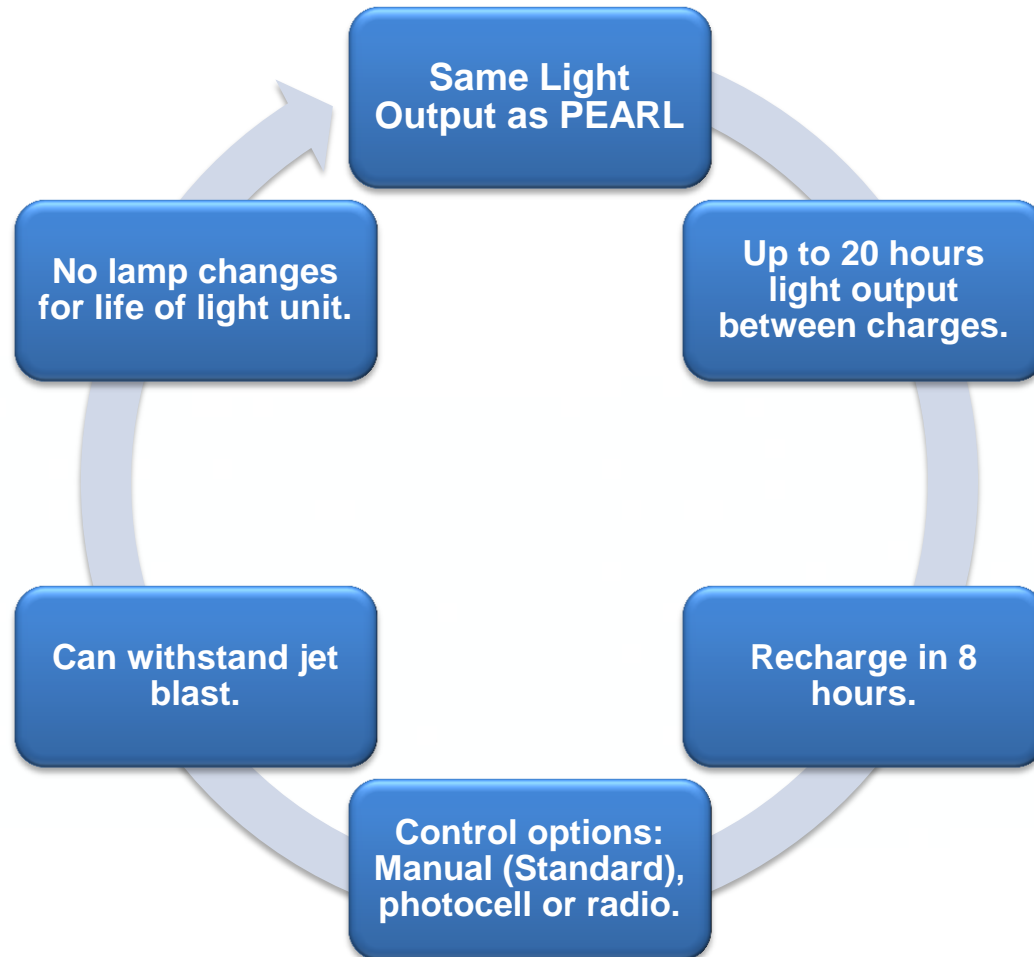 Same Light
Output as PEARL
Up to 20 hours
light output
between charges.
Recharge in 8
hours.
Control options:
Manual (Standard),
photocell or radio.
Can withstand jet
blast.
No lamp changes
for life of light unit.